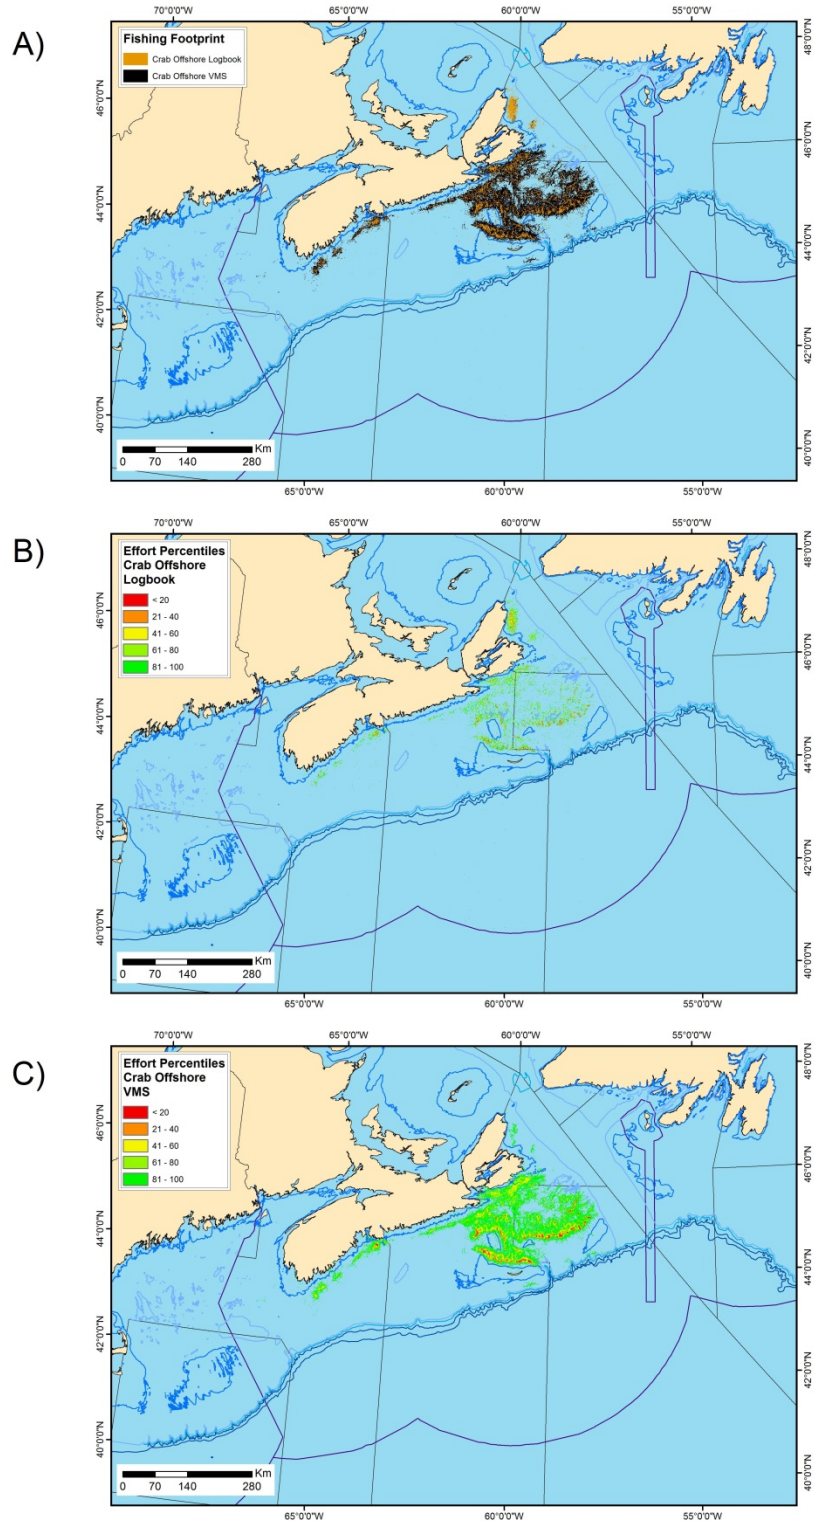 A)
70°0'0"W
65°0'0"W
60°0'0"W
55°0'0"W
Fishing Footprint
Crab Offshore Logbook
Crab Offshore VMS
48°0'0"N
46°0'0"N
46°0'0"N
44°0'0"N
44°0'0"N
42°0'0"N
42°0'0"N
40°0'0"N
40°0'0"N
Km
0 70 140 280
65°0'0"W
60°0'0"W
55°0'0"W
B)
70°0'0"W
65°0'0"W
60°0'0"W
55°0'0"W
Effort Percentiles
Crab Offshore
Logbook
< 20
21 - 40
41 - 60
61 - 80
81 - 100
48°0'0"N
46°0'0"N
46°0'0"N
44°0'0"N
44°0'0"N
42°0'0"N
42°0'0"N
40°0'0"N
40°0'0"N
Km
0 70 140 280
65°0'0"W
60°0'0"W
55°0'0"W
C)
70°0'0"W
65°0'0"W
60°0'0"W
55°0'0"W
Effort Percentiles
Crab Offshore
VMS
< 20
21 - 40
41 - 60
61 - 80
81 - 100
48°0'0"N
46°0'0"N
46°0'0"N
44°0'0"N
44°0'0"N
42°0'0"N
42°0'0"N
40°0'0"N
40°0'0"N
Km
0 70 140 280
65°0'0"W
60°0'0"W
55°0'0"W